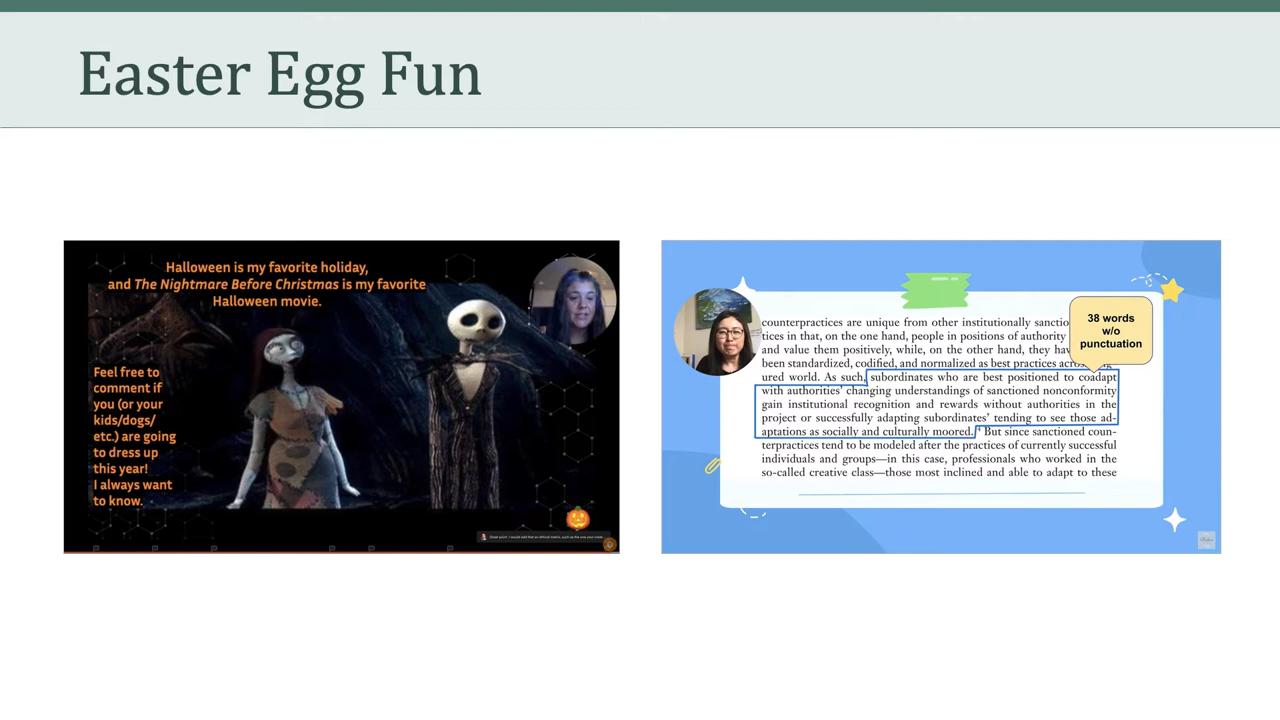 Easter Egg Fun
Halloween is my favorite holiday,
and The Nightmare Before Christmas is my favorite
Halloween movie.
Feel free to
comment if
you (or your
kids/dogs/
etc.) are going
to dress up
this year!
I always want
to know.
38 words
w/o
punctuation
counterpractices are unique from other institutionally
tices in that, on the one hand, people in positions of authority
and value them positively, while, on the other hand, they
been standardized, codified, and normalized as best practices
ured world. As such, subordinates who are best positioned to coadapt
with authorities' changing understandings of sanctioned nonconformity
gain institutional recognition and rewards without authorities in the
project or successfully adapting subordinates' tending to see those ad-
aptations as socially and culturally moored. But since sanctioned coun-
terpractices tend to be modeled after the practices of currently successful
individuals and groups—in this case, professionals who worked in the
so-called creative class—those most inclined and able to adapt to these